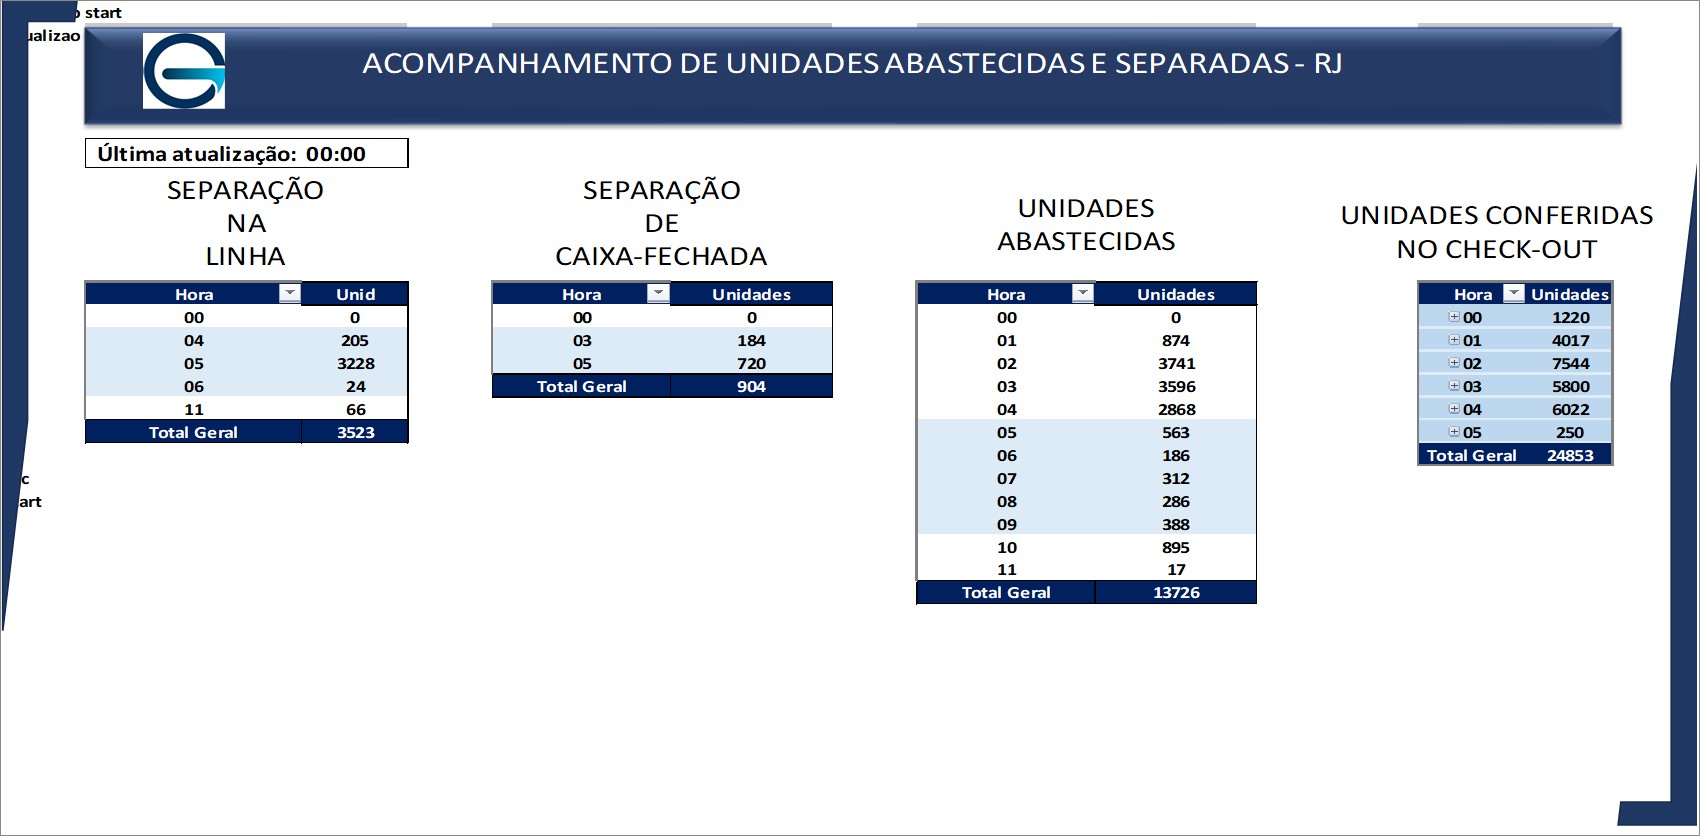 start
ualizao
ACOMPANHAMENTO DE UNIDADES ABASTECIDAS E SEPARADAS - RJ
Última atualização: 00:00
SEPARAÇÃO
NA
LINHA
Hora Unid
00 0
04 205
05 3228
06 24
11 66
Total Geral 3523
SEPARAÇÃO
DE
CAIXA-FECHADA
Hora Unidades
00 0
03 184
05 720
Total Geral 904
UNIDADES
ABASTECIDAS
Hora Unidades
00 0
01 874
02 3741
03 3596
04 2868
05 563
06 186
07 312
08 286
09 388
10 895
11 17
Total Geral 13726
UNIDADES CONFERIDAS
NO CHECK-OUT
Hora Unidades
00 1220
01 4017
02 7544
03 5800
04 6022
05 250
Total Geral 24853
c
art